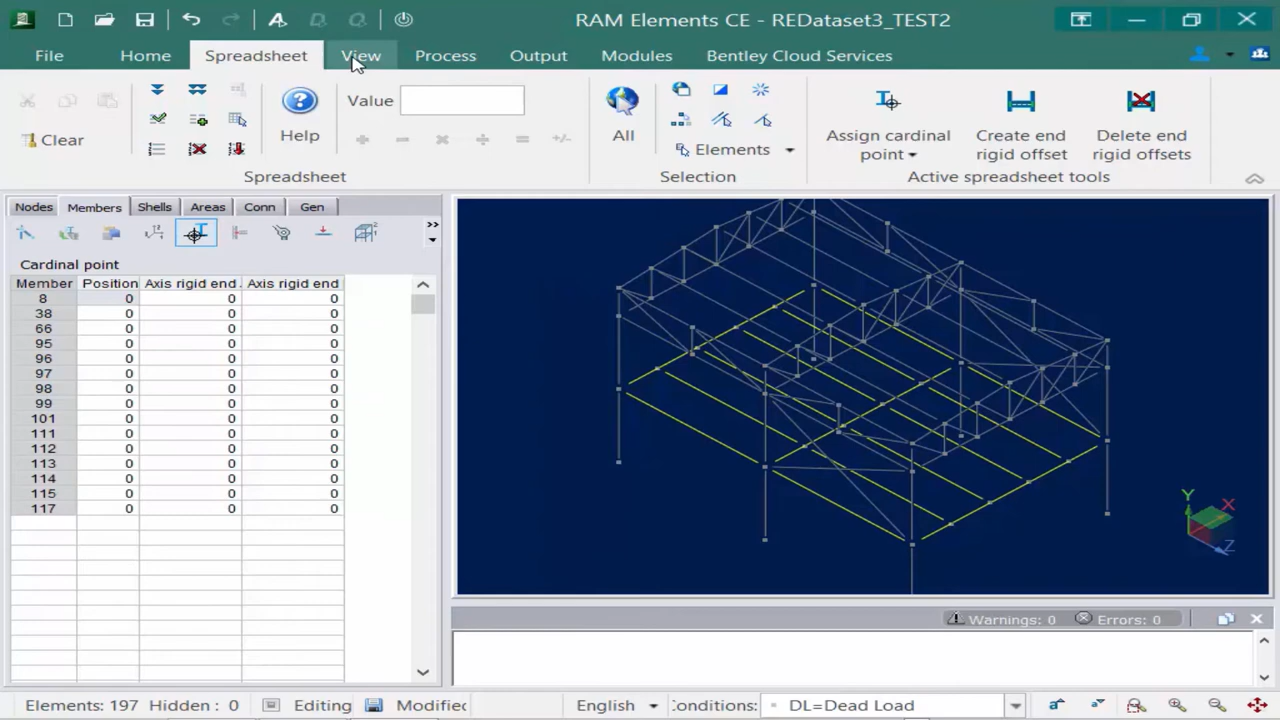 RAM Elements CE - REDataset3_TEST2
File Home Spreadsheet View Process Output Modules Bentley Cloud Services
Clear
Help
Value
All
Elements
Assign cardinal point
Create end rigid offset
Delete end rigid offsets
Spreadsheet Selection Active spreadsheet tools
Nodes Members Shells Areas Conn Gen
Cardinal point
Member Position Axis rigid end . Axis rigid end
8 0 0 0
38 0 0 0
66 0 0 0
95 0 0 0
96 0 0 0
97 0 0 0
98 0 0 0
99 0 0 0
101 0 0 0
111 0 0 0
112 0 0 0
113 0 0 0
114 0 0 0
115 0 0 0
117 0 0 0
Y X
Z
Warnings: 0 Errors: 0
Elements: 197 Hidden : 0 Editing Modified English :onditions: DL=Dead Load